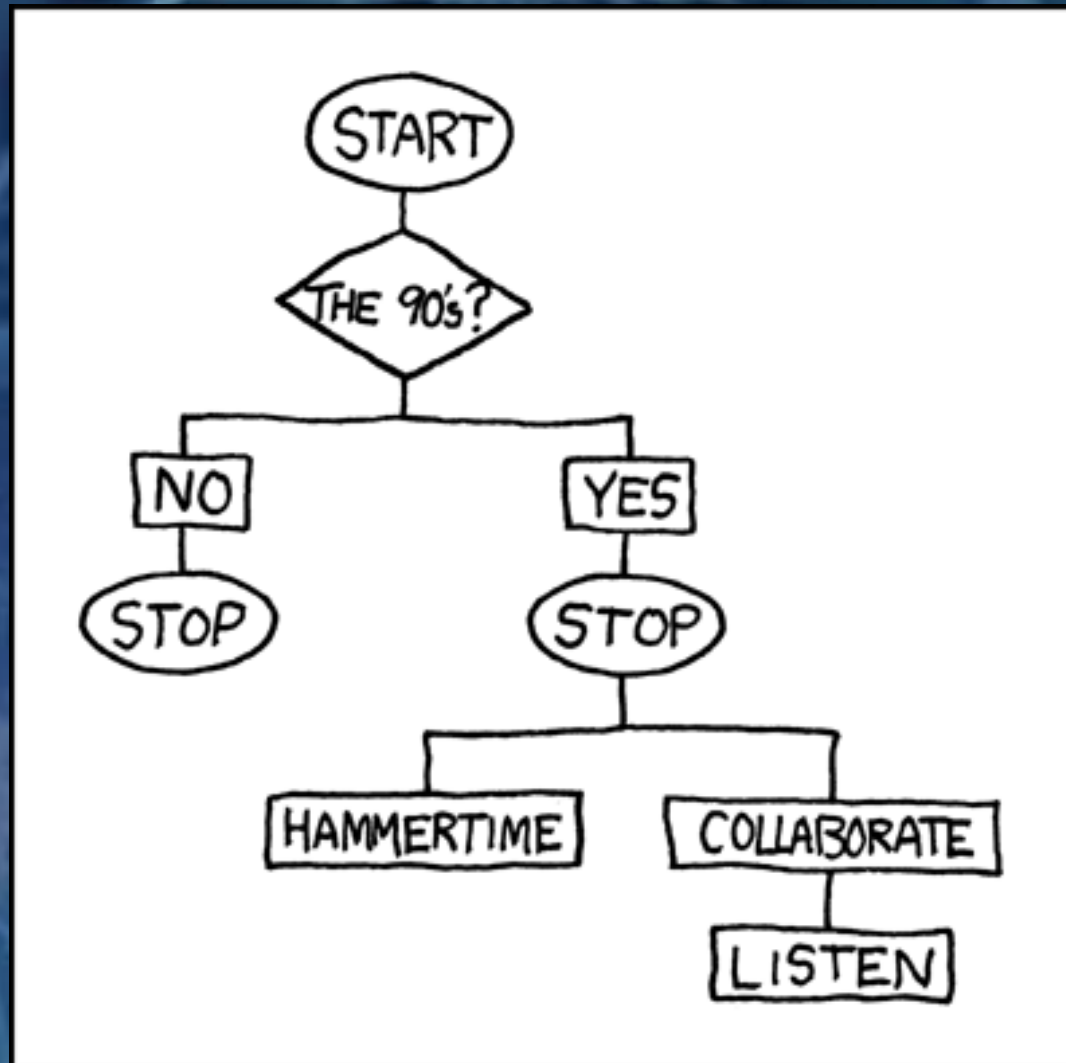 START
THE 90's?
NO
YES
STOP
STOP
HAMMERTIME
COLLABORATE
LISTEN